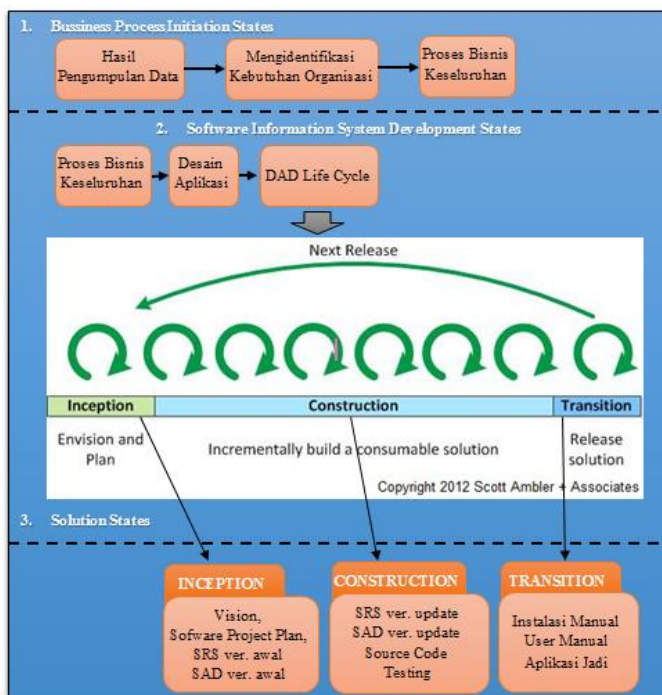 1. Bussiness Process Initiation States
Hasil
Pengumpulan Data
Mengidentifikasi
Kebutuhan Organisasi
Proses Bisnis
Keseluruhan
2. Software Information System Development States
Proses Bisnis
Keseluruhan
Desain
Aplikasi
DAD Life Cycle
Next Release
Inception
Construction
Transition
Envision and
Plan
Incrementally build a consumable solution
Release
solution
Copyright 2012 Scott Ambler + Associates
3. Solution States
INCEPTION
Vision,
Sofware Project Plan,
SRS ver. awal
SAD ver. awal
CONSTRUCTION
SRS ver. update
SAD ver. update
Source Code
Testing
TRANSITION
Instalasi Manual
User Manual
Aplikasi Jadi